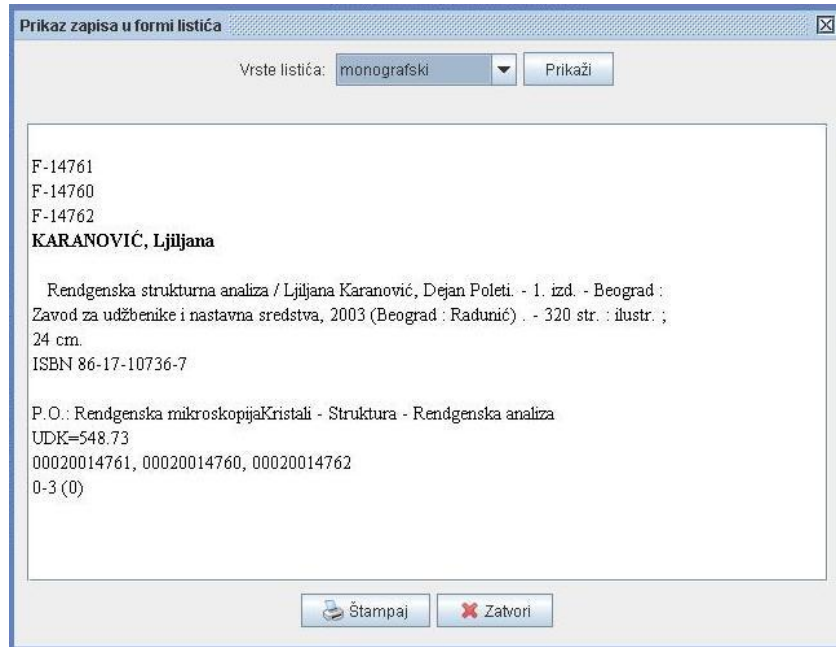 Prikaz zapisa u formi listića
Vrste listića: monografski Prikaži
F-14761
F-14760
F-14762
KARANOVIĆ, Ljiljana
Rendgenska strukturna analiza / Ljiljana Karanović, Dejan Poleti. - 1. izd. - Beograd :
Zavod za udžbenike i nastavna sredstva, 2003 (Beograd : Radunić) . - 320 str. : ilustr. ;
24 cm.
ISBN 86-17-10736-7
P.O.: Rendgenska mikroskopijaKristali - Struktura - Rendgenska analiza
UDK=548.73
00020014761, 00020014760, 00020014762
0-3 (0)
Štampaj Zatvori